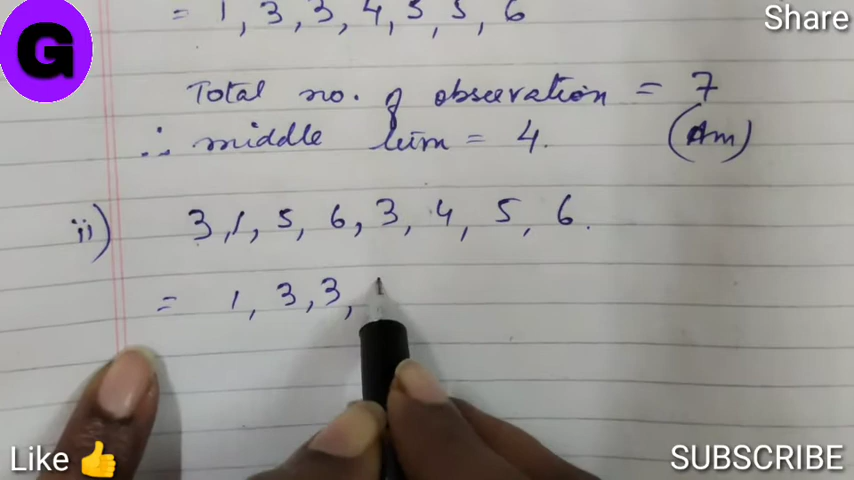 G
Share
= 1, 3, 3, 4, 5, 5, 6
Total no. of observation = 7
∴ middle term = 4. (Am)
ii) 3, 1, 5, 6, 3, 4, 5, 6.
= 1, 3, 3,
Like 👍
SUBSCRIBE